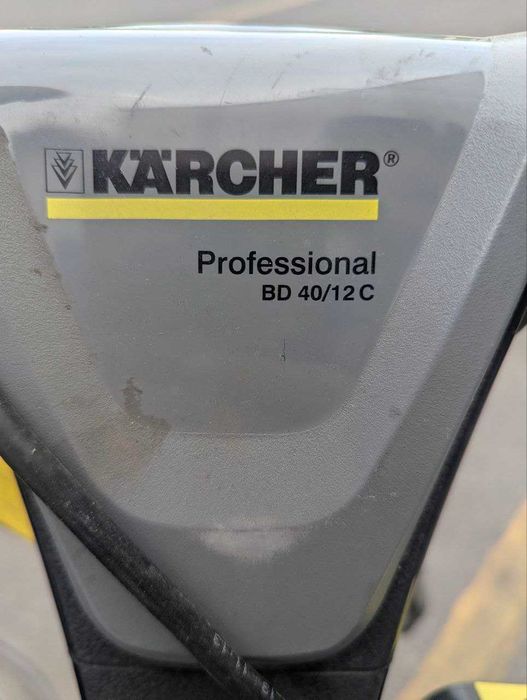 KÄRCHER®
Professional
BD 40/12 C